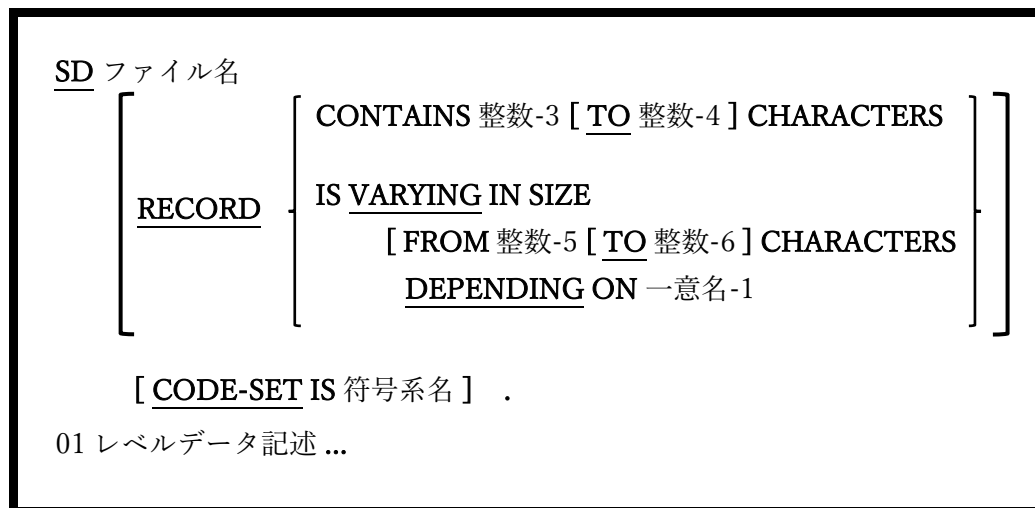 SD ファイル名
CONTAINS 整数-3 [ TO 整数-4 ] CHARACTERS
RECORD
IS VARYING IN SIZE
[ FROM 整数-5 [ TO 整数-6 ] CHARACTERS
DEPENDING ON 一意名-1
[ CODE-SET IS 符号系名 ] .
01 レベルデータ記述 ...